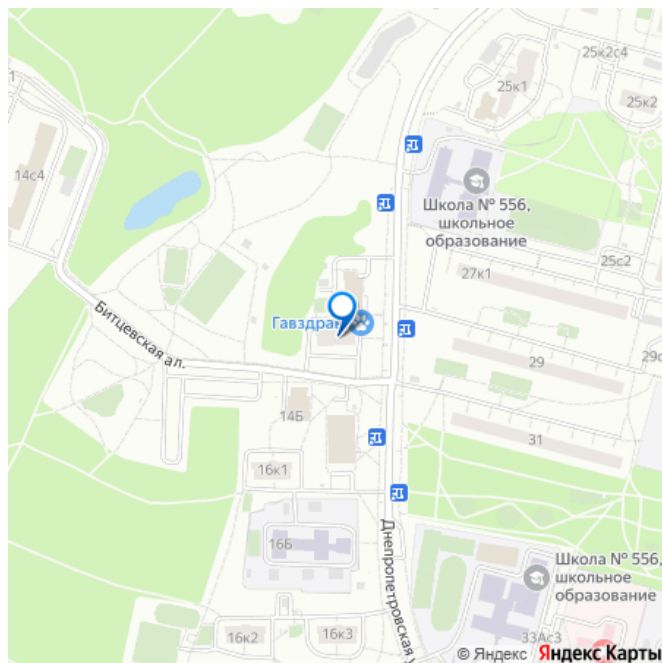 25к2с4
25к1
25к2
14с4
Школа № 556,
школьное
образование
25с2
27к1
Гавздрав
Битцевская ал.
29
14Б
31
16к1
Днепропетровская
16Б
Школа № 556,
школьное
образование
33Ас3
16к2
16к3
© Яндекс Яндекс Карты